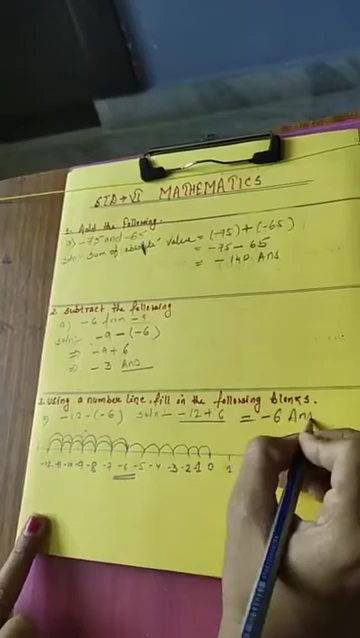 STD → VI MATHEMATICS
1. Add the following.
a) -75 and -65
Soln:- Sum of absolute value = (-75) + (-65)
= -75 - 65
= -140 Ans
2. Subtract the following
a) -6 from -9
Soln:- -9 - (-6)
⇒ -9 + 6
⇒ -3 Ans
3. Using a number line, fill in the following blanks.
-12 - (-6) Soln:- -12 + 6 = -6 Ans
-12 -11 -10 -9 -8 -7 -6 -5 -4 -3 -2 -1 0 1